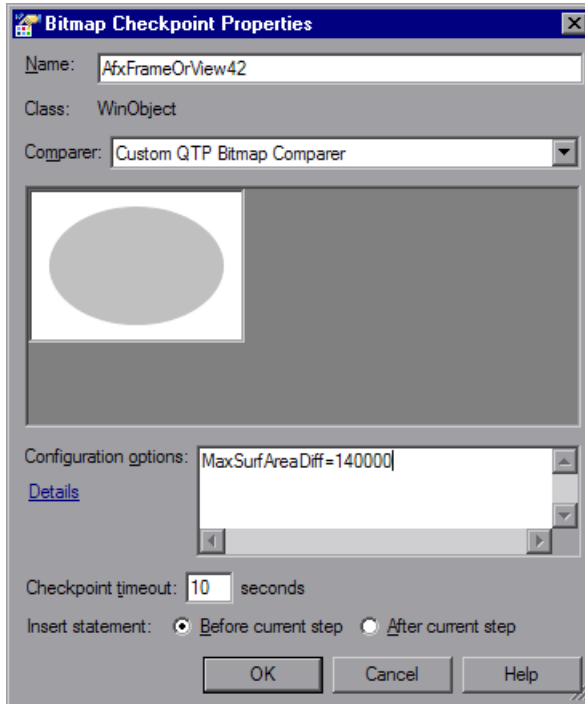 Bitmap Checkpoint Properties
Name: AfxFrameOrView42
Class: WinObject
Comparer: Custom QTP Bitmap Comparer
Configuration options: MaxSurfAreaDiff=140000
Details
Checkpoint timeout: 10 seconds
Insert statement: Before current step After current step
OK Cancel Help